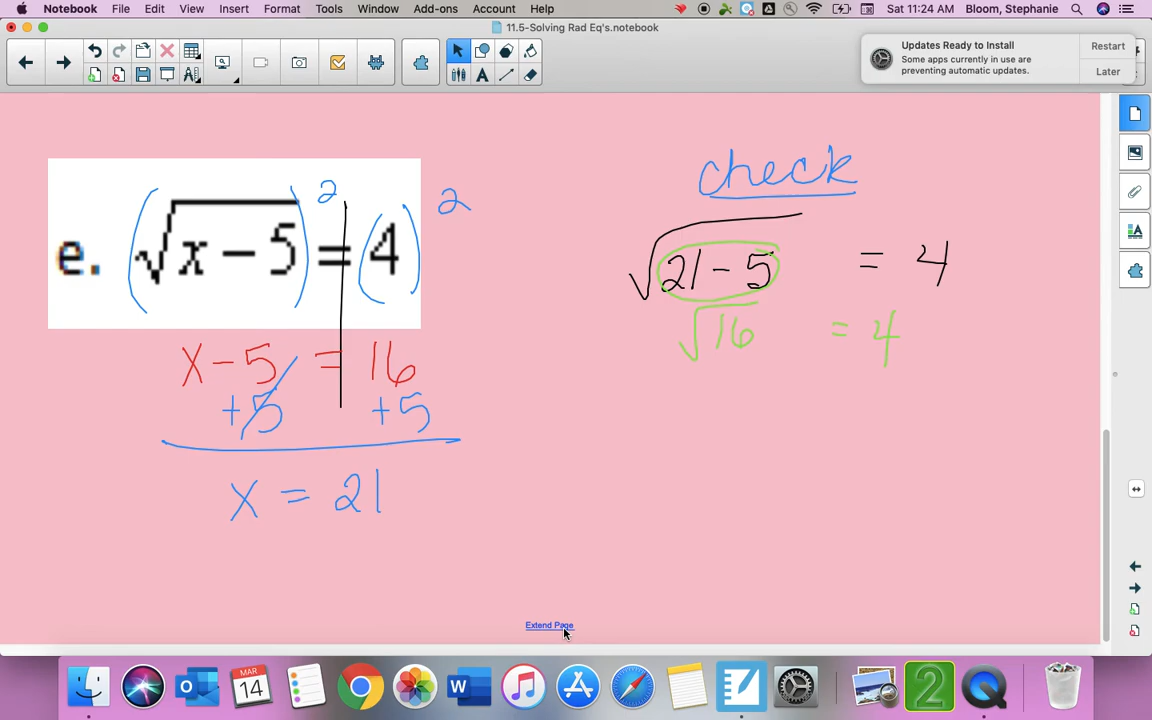 Notebook File Edit View Insert Format Tools Window Add-ons Account Help Sat 11:24 AM Bloom, Stephanie
11.5-Solving Rad Eq's.notebook
Updates Ready to Install
Some apps currently in use are
preventing automatic updates.
Restart
Later
e. (√x − 5)² = (4)²
x − 5 = 16
+5 +5
x = 21
check
√21 − 5 = 4
√16 = 4
Extend Page
MAR
14
W
2